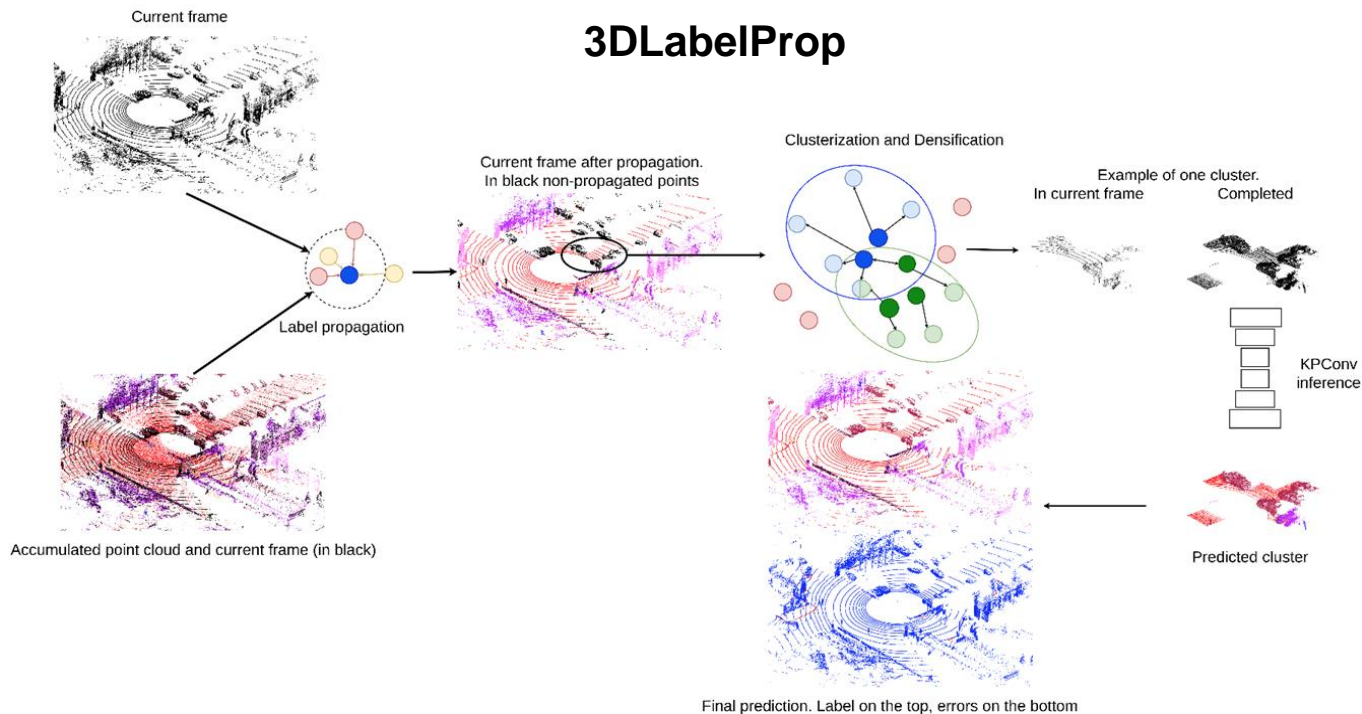 Current frame
3DLabelProp
Clusterization and Densification
Current frame after propagation.
In black non-propagated points
Example of one cluster.
In current frame
Completed
Label propagation
KPConv
inference
Accumulated point cloud and current frame (in black)
Predicted cluster
Final prediction. Label on the top, errors on the bottom